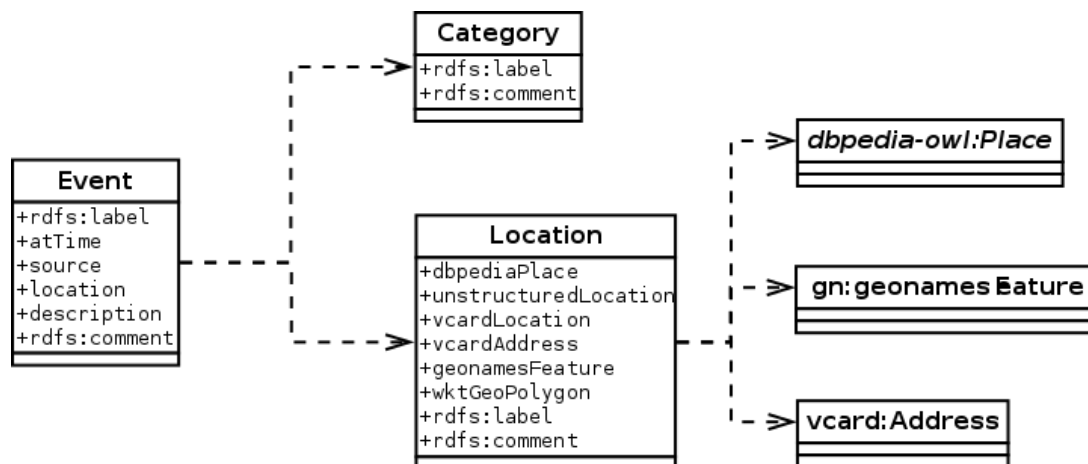 Category
+rdfs:label
+rdfs:comment
Event
+rdfs:label
+atTime
+source
+location
+description
+rdfs:comment
Location
+dbpediaPlace
+unstructuredLocation
+vcardLocation
+vcardAddress
+geonamesFeature
+wktGeoPolygon
+rdfs:label
+rdfs:comment
dbpedia-owl:Place
gn:geonamesFeature
vcard:Address